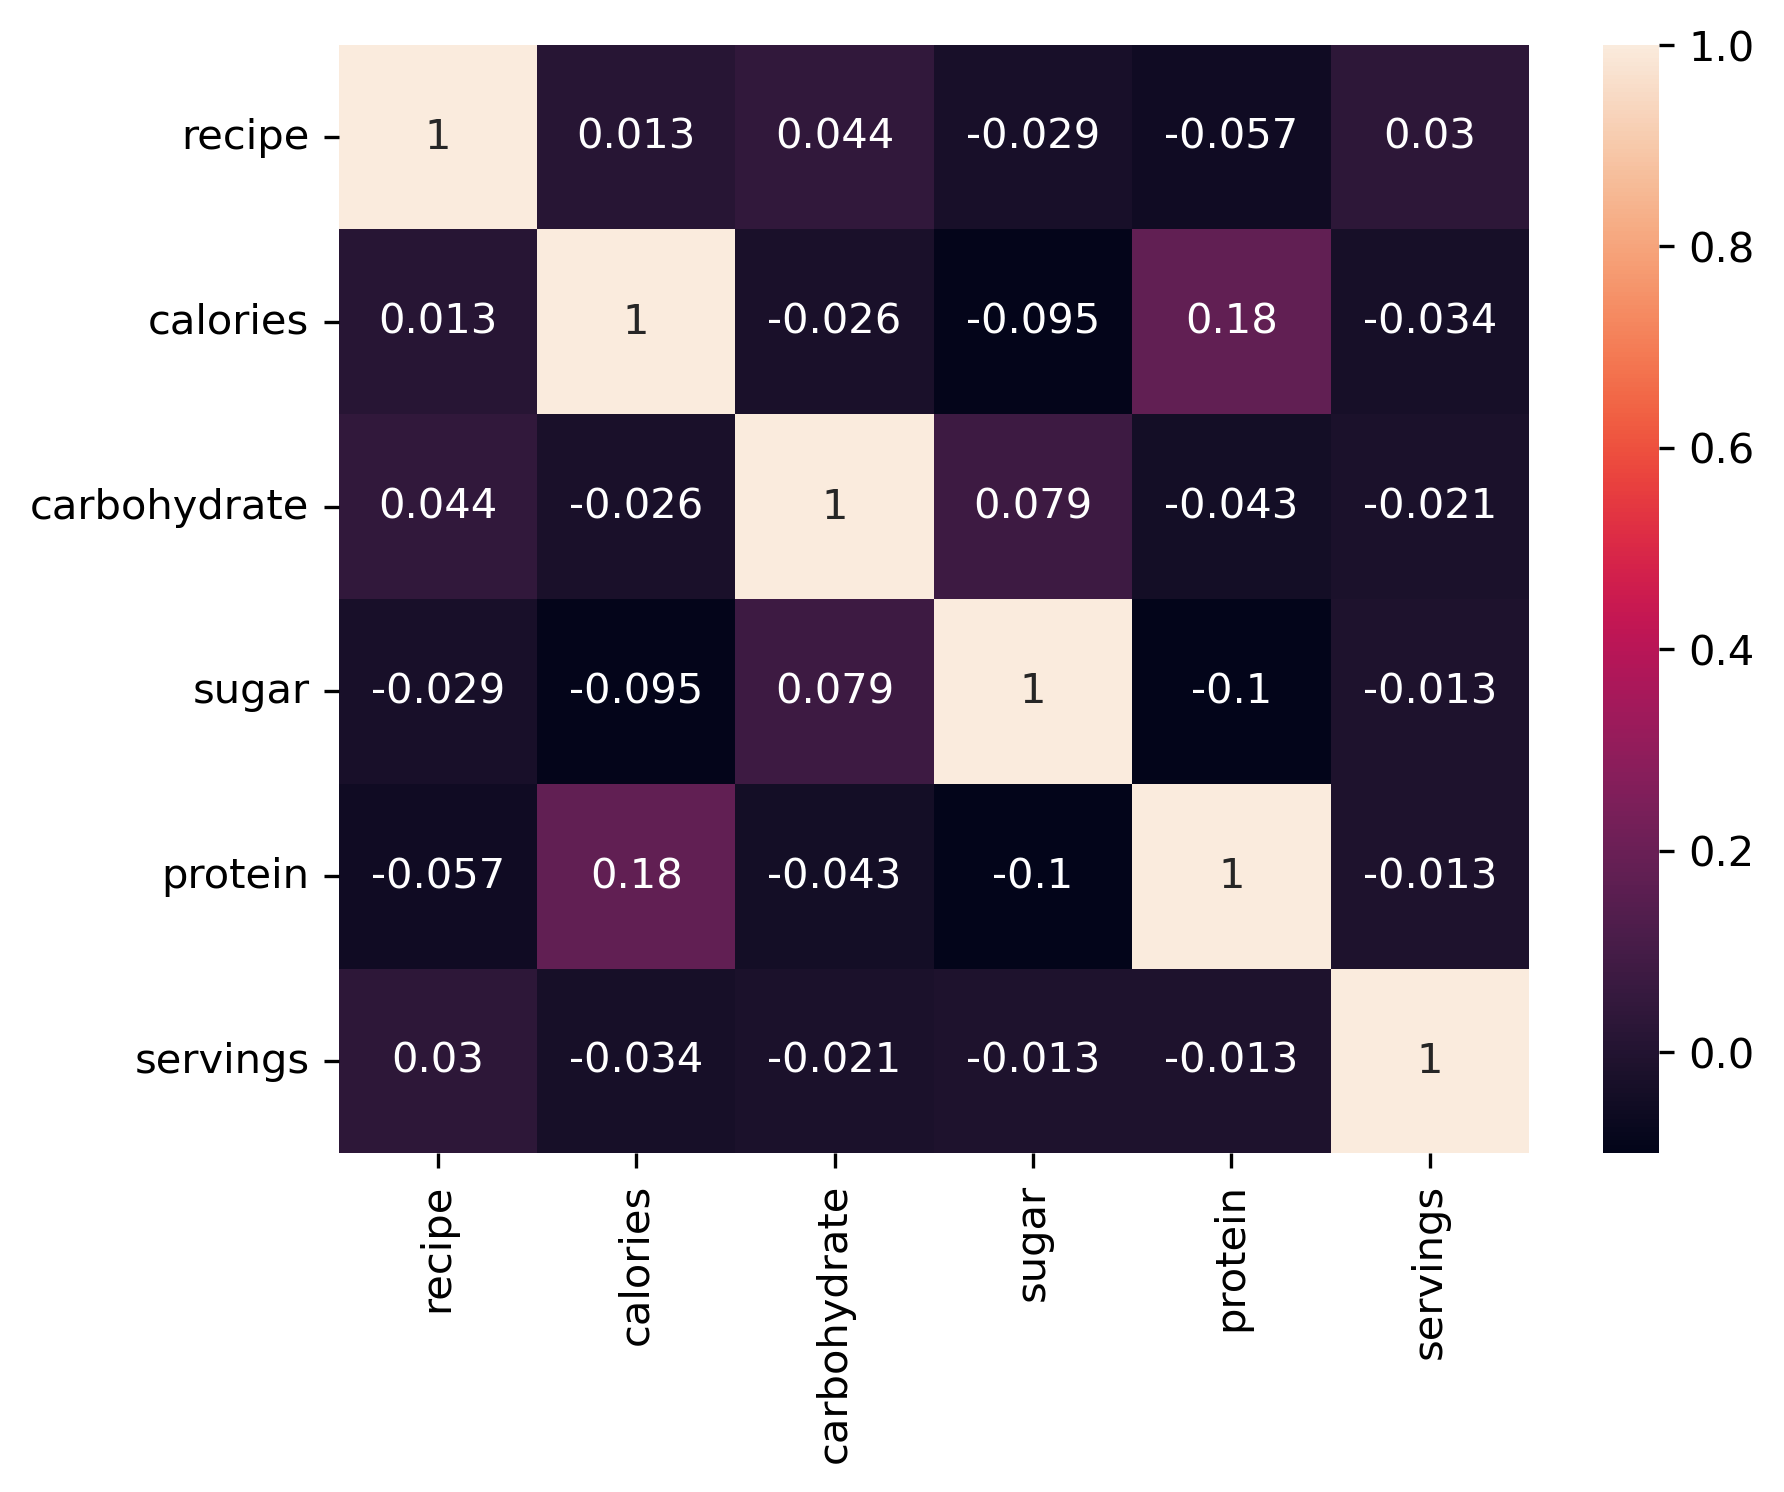 recipe 1 0.013 0.044 -0.029 -0.057 0.03
calories 0.013 1 -0.026 -0.095 0.18 -0.034
carbohydrate 0.044 -0.026 1 0.079 -0.043 -0.021
sugar -0.029 -0.095 0.079 1 -0.1 -0.013
protein -0.057 0.18 -0.043 -0.1 1 -0.013
servings 0.03 -0.034 -0.021 -0.013 -0.013 1
recipe calories carbohydrate sugar protein servings
1.0
0.8
0.6
0.4
0.2
0.0